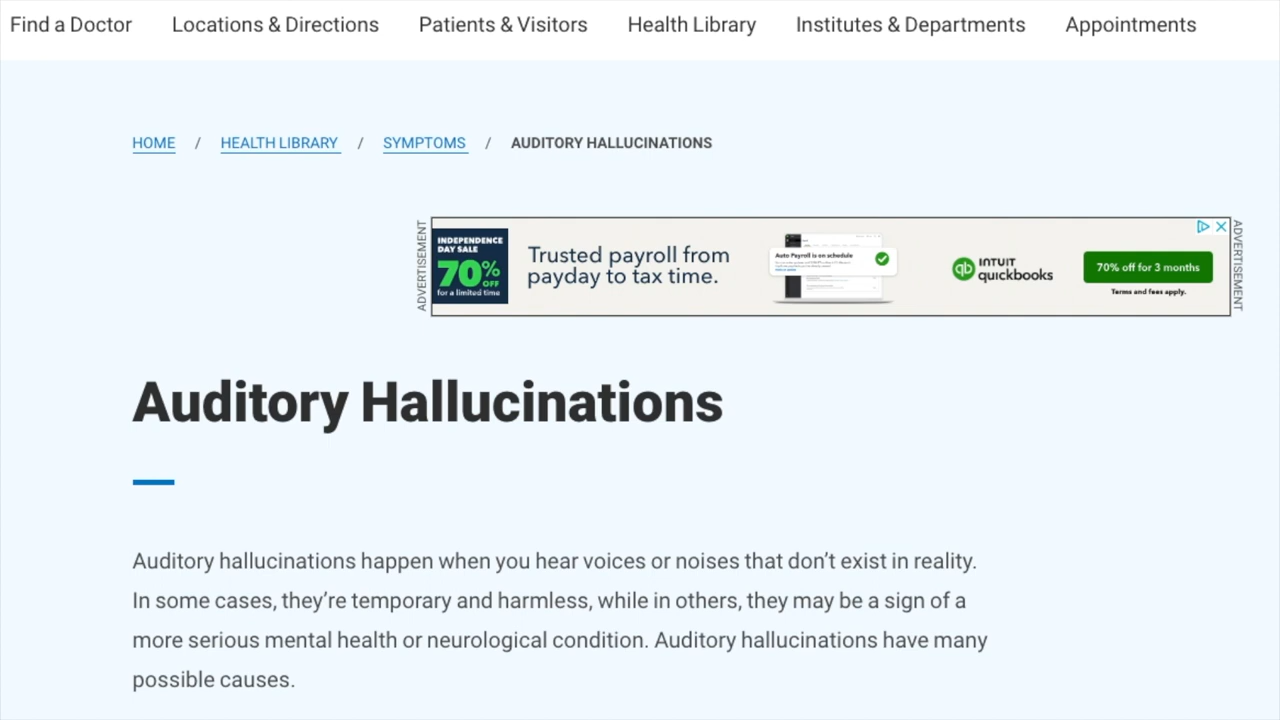 Find a Doctor Locations & Directions Patients & Visitors Health Library Institutes & Departments Appointments
HOME / HEALTH LIBRARY / SYMPTOMS / AUDITORY HALLUCINATIONS
ADVERTISEMENT
INDEPENDENCE
DAY SALE
70% OFF
for a limited time
Trusted payroll from
payday to tax time.
Auto Payroll is on schedule
qb INTUIT
quickbooks
70% off for 3 months
Terms and fees apply.
ADVERTISEMENT
Auditory Hallucinations
Auditory hallucinations happen when you hear voices or noises that don’t exist in reality.
In some cases, they’re temporary and harmless, while in others, they may be a sign of a
more serious mental health or neurological condition. Auditory hallucinations have many
possible causes.